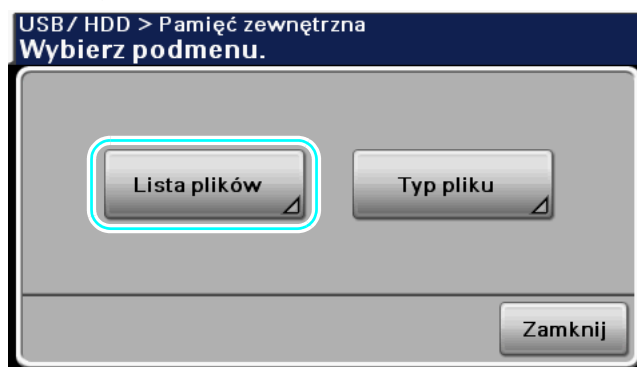 USB/ HDD > Pamięć zewnętrzna
Wybierz podmenu.
Lista plików Typ pliku
Zamknij